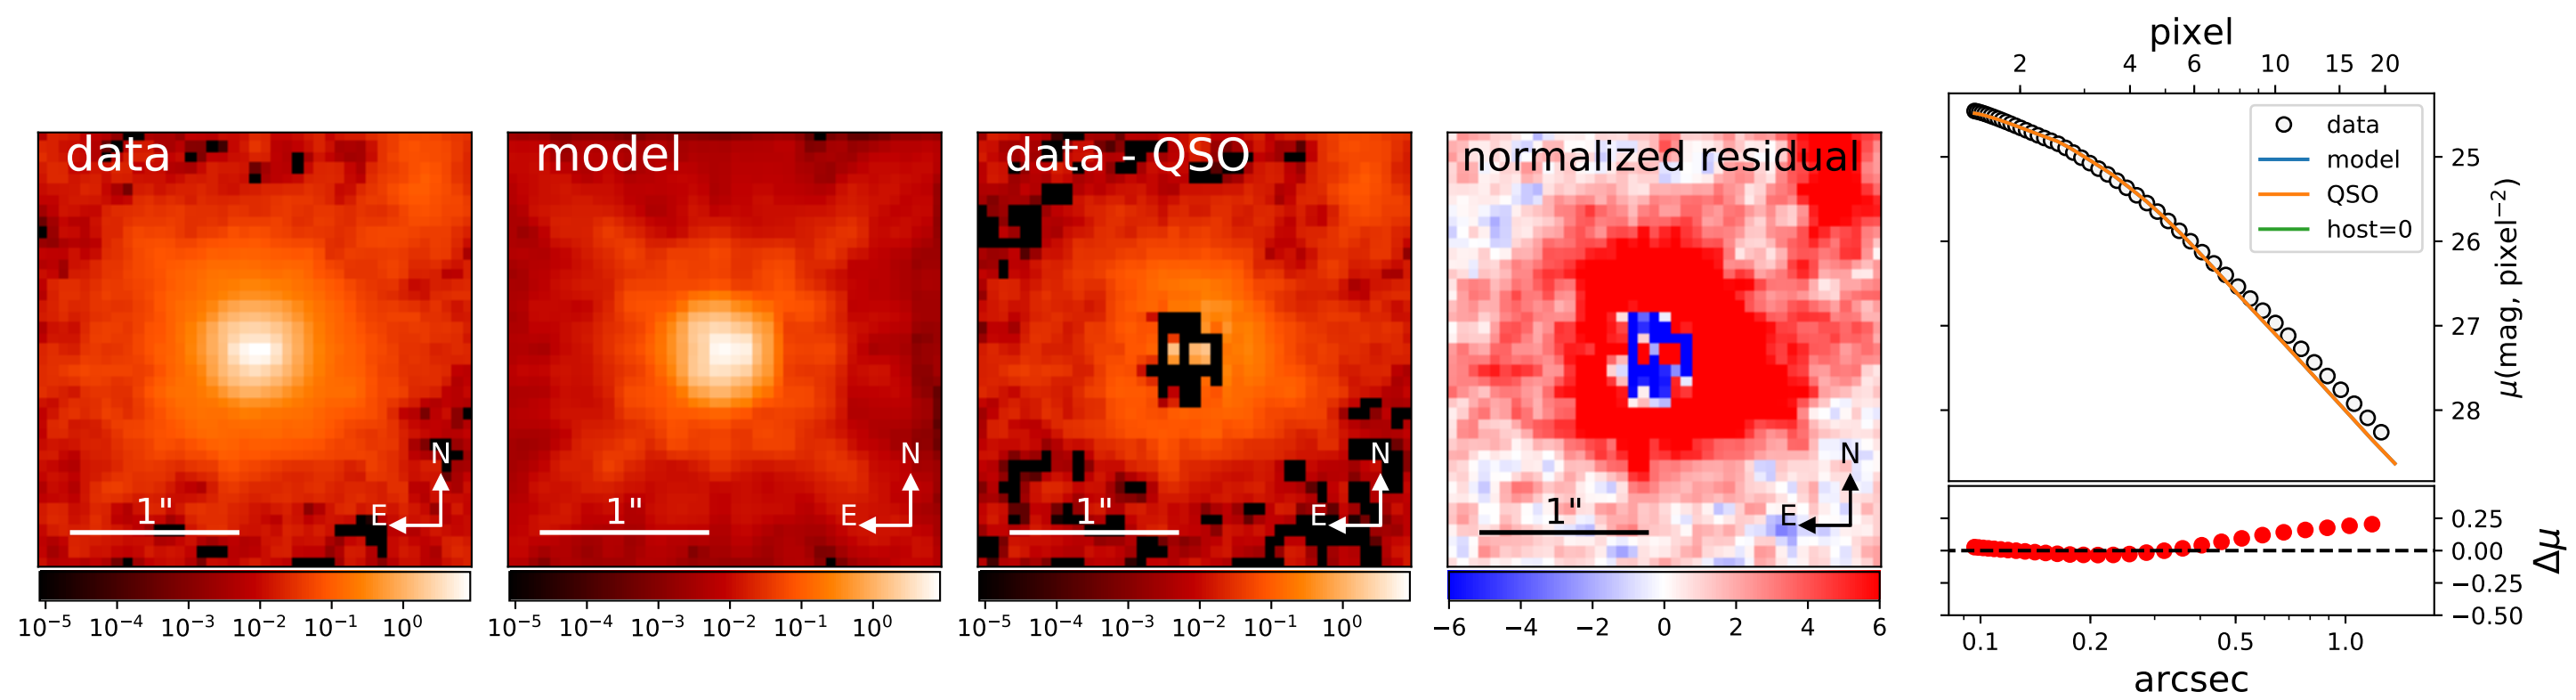 data
1"
N
E
10⁻⁵ 10⁻⁴ 10⁻³ 10⁻² 10⁻¹ 10⁰
model
1"
N
E
10⁻⁵ 10⁻⁴ 10⁻³ 10⁻² 10⁻¹ 10⁰
data - QSO
1"
N
E
10⁻⁵ 10⁻⁴ 10⁻³ 10⁻² 10⁻¹ 10⁰
normalized residual
1"
N
E
−6 −4 −2 0 2 4 6
pixel
2 4 6 10 15 20
data
model
QSO
host=0
25
26
27
28
μ(mag, pixel⁻²)
0.25
0.00
−0.25
−0.50
Δμ
0.1 0.2 0.5 1.0
arcsec